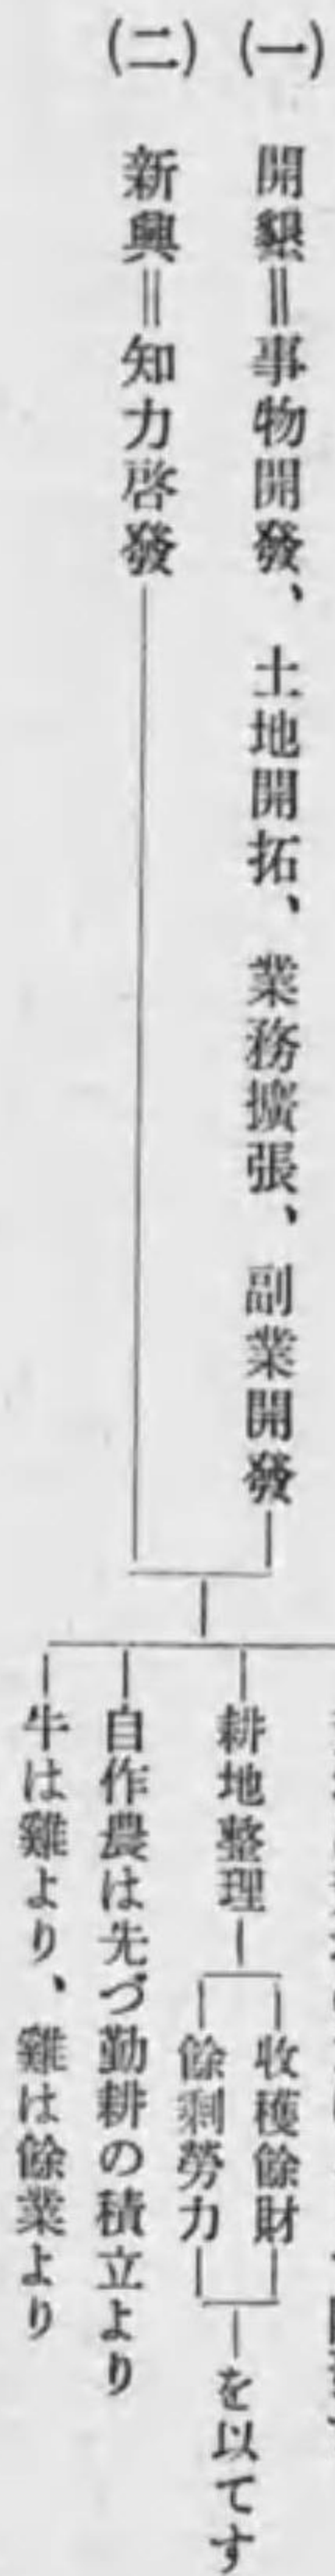 (一) 開墾＝事物開發、土地開拓、業務擴張、副業開發
(二) 新興＝知力啓發
耕地整理
收穫餘財
餘剩勞力
を以てす
自作農は先づ勤耕の積立より
牛は雞より、雞は餘業より